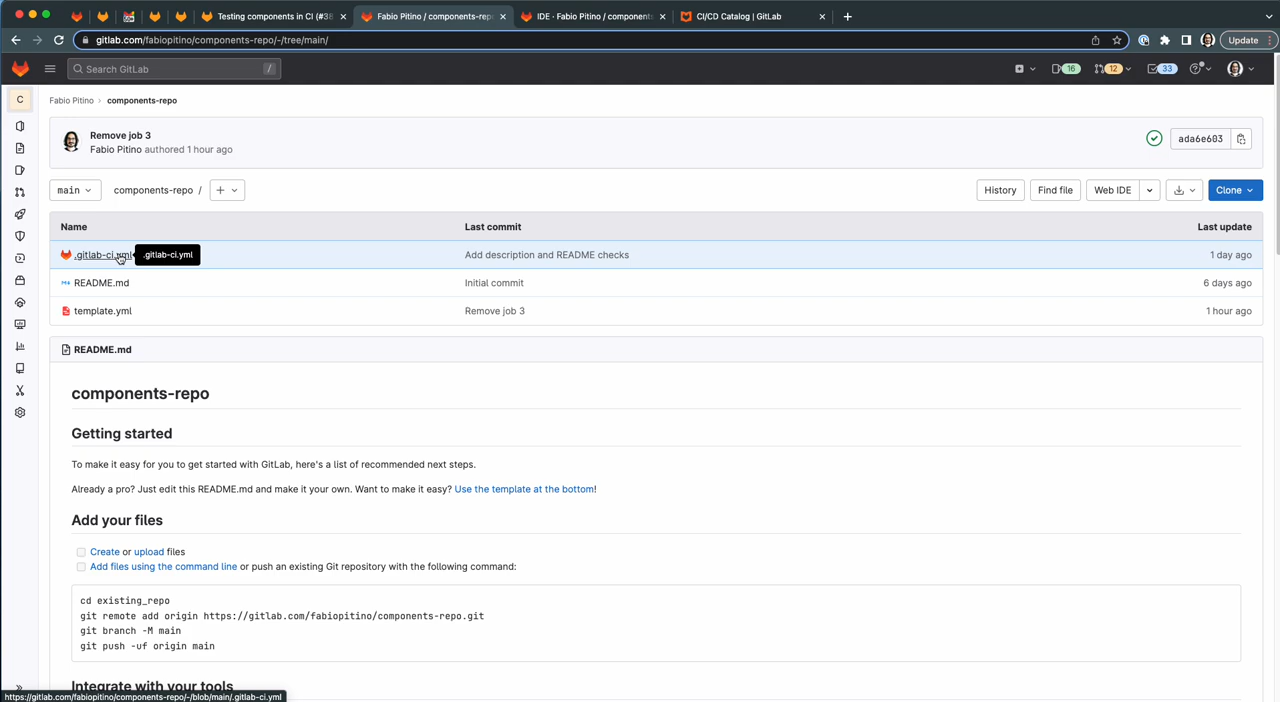 Testing components in CI (#38
Fabio Pitino / components-rep
IDE · Fabio Pitino / component
CI/CD Catalog | GitLab
gitlab.com/fabiopitino/components-repo/-/tree/main/
Update
Search GitLab
/
16
12
33
C
Fabio Pitino › components-repo
Remove job 3
Fabio Pitino authored 1 hour ago
ada6e603
main
components-repo /
+
History
Find file
Web IDE
Clone
Name
Last commit
Last update
.gitlab-ci.yml
.gitlab-ci.yml
Add description and README checks
1 day ago
README.md
Initial commit
6 days ago
template.yml
Remove job 3
1 hour ago
README.md
components-repo
Getting started
To make it easy for you to get started with GitLab, here's a list of recommended next steps.
Already a pro? Just edit this README.md and make it your own. Want to make it easy? Use the template at the bottom!
Add your files
Create or upload files
Add files using the command line or push an existing Git repository with the following command:
cd existing_repo
git remote add origin https://gitlab.com/fabiopitino/components-repo.git
git branch -M main
git push -uf origin main
Integrate with your tools
https://gitlab.com/fabiopitino/components-repo/-/blob/main/.gitlab-ci.yml